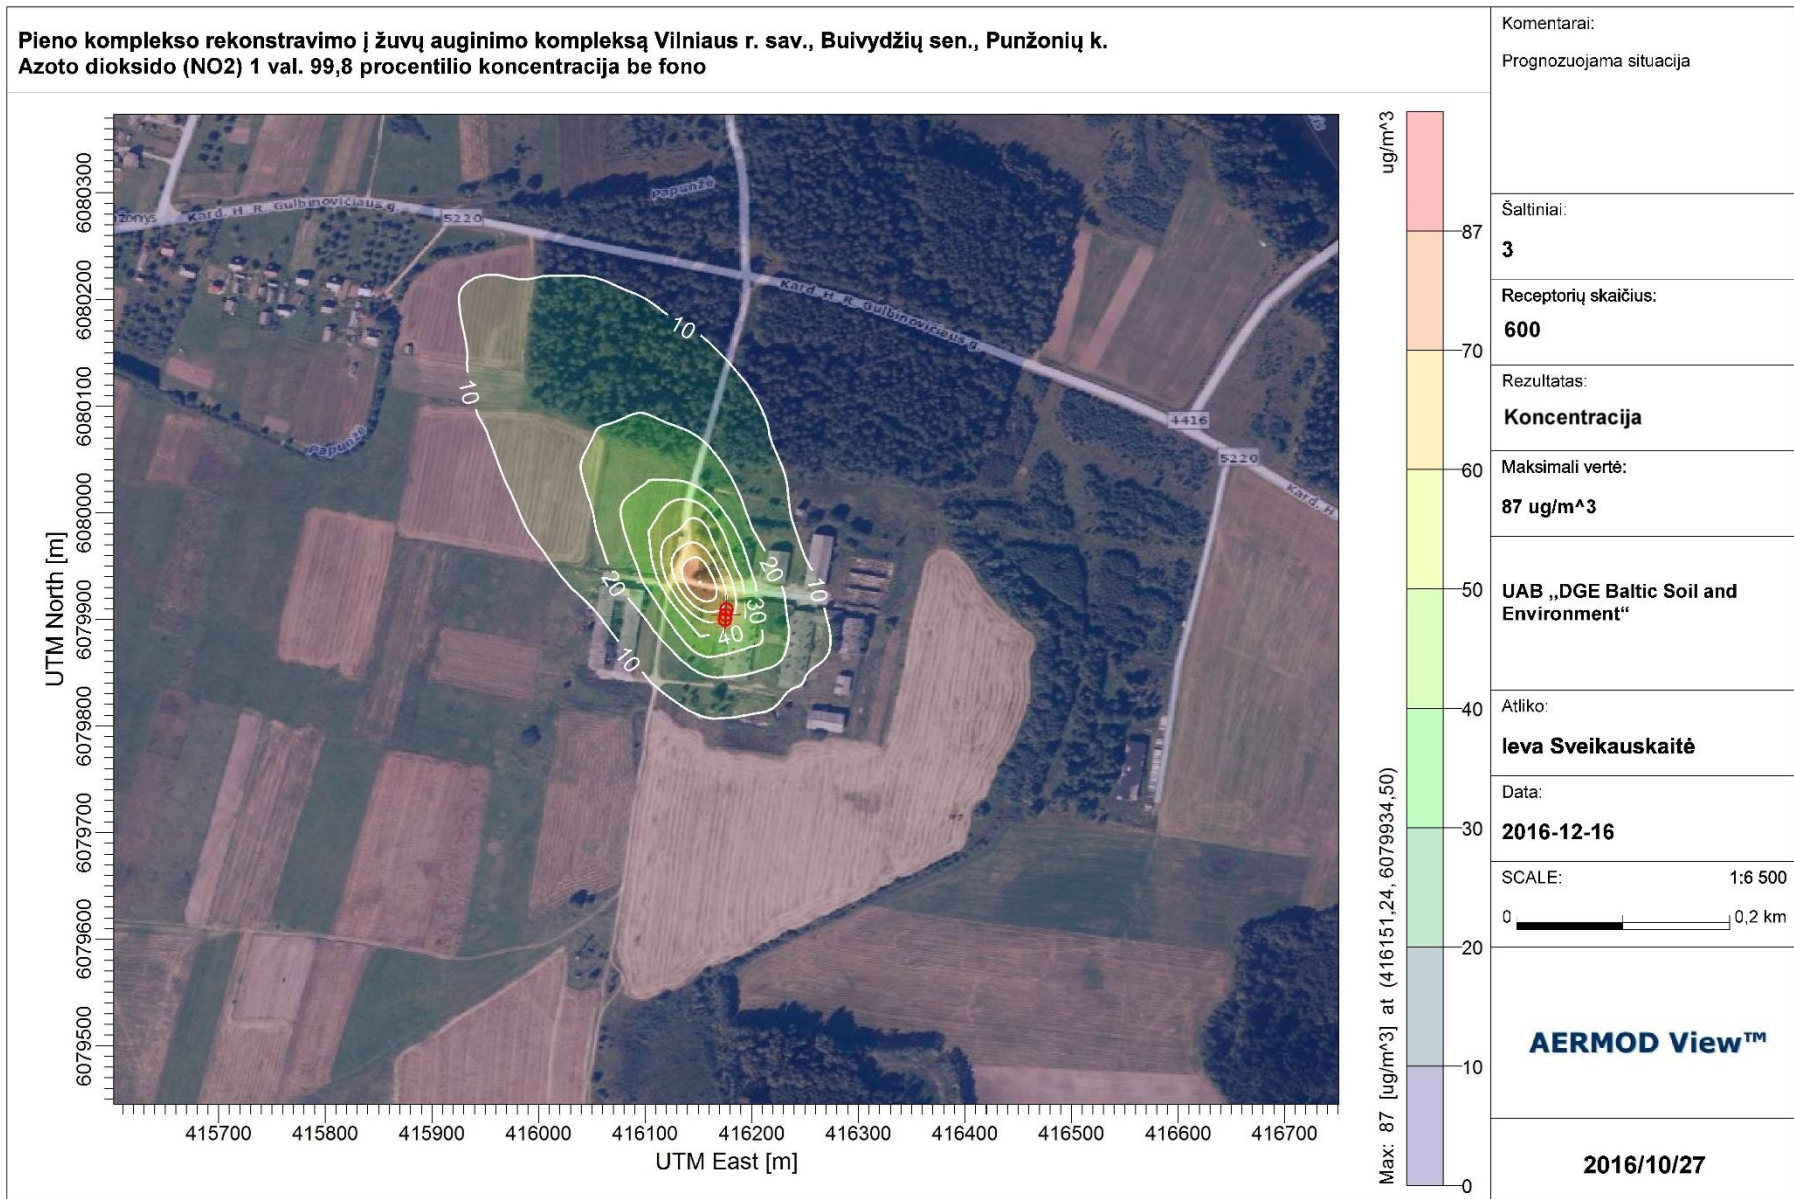 Pieno komplekso rekonstravimo į žuvų auginimo kompleksą Vilniaus r. sav., Buivydžių sen., Punžonių k.
Azoto dioksido (NO2) 1 val. 99,8 procentilio koncentracija be fono
Komentarai:
Prognozuojama situacija
Šaltiniai:
3
Receptorių skaičius:
600
Rezultatas:
Koncentracija
Maksimali vertė:
87 ug/m^3
UAB „DGE Baltic Soil and
Environment“
Atliko:
Ieva Sveikauskaitė
Data:
2016-12-16
SCALE:
1:6 500
0
0,2 km
AERMOD View™
2016/10/27
UTM North [m]
6080300
6080200
6080100
6080000
6079900
6079800
6079700
6079600
6079500
415700
415800
415900
416000
416100
416200
416300
416400
416500
416600
416700
UTM East [m]
Kard. H. R. Gulbinovičiaus g.
5220
Papunžė
Kard. H. R. Gulbinovičiaus g.
4416
5220
Kard. H.
Papunžė
10
10
10
10
20
20
30
40
ug/m^3
87
70
60
50
40
30
20
10
0
Max: 87 [ug/m^3] at (416151,24, 6079934,50)